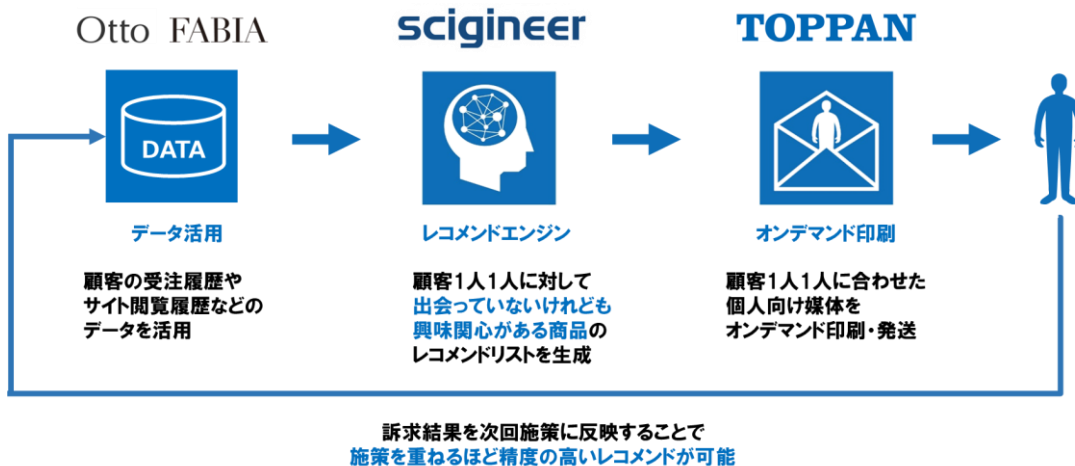 Otto FABIA
scigineer
TOPPAN
DATA
データ活用
レコメンドエンジン
オンデマンド印刷
顧客の受注履歴や
サイト閲覧履歴などの
データを活用
顧客1人1人に対して
出会っていないけれども
興味関心がある商品の
レコメンドリストを生成
顧客1人1人に合わせた
個人向け媒体を
オンデマンド印刷・発送
訴求結果を次回施策に反映することで
施策を重ねるほど精度の高いレコメンドが可能